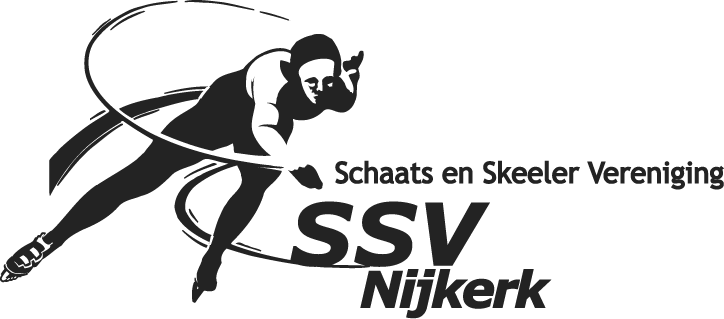 Schaats en Skeeler Vereniging
SSV
Nijkerk